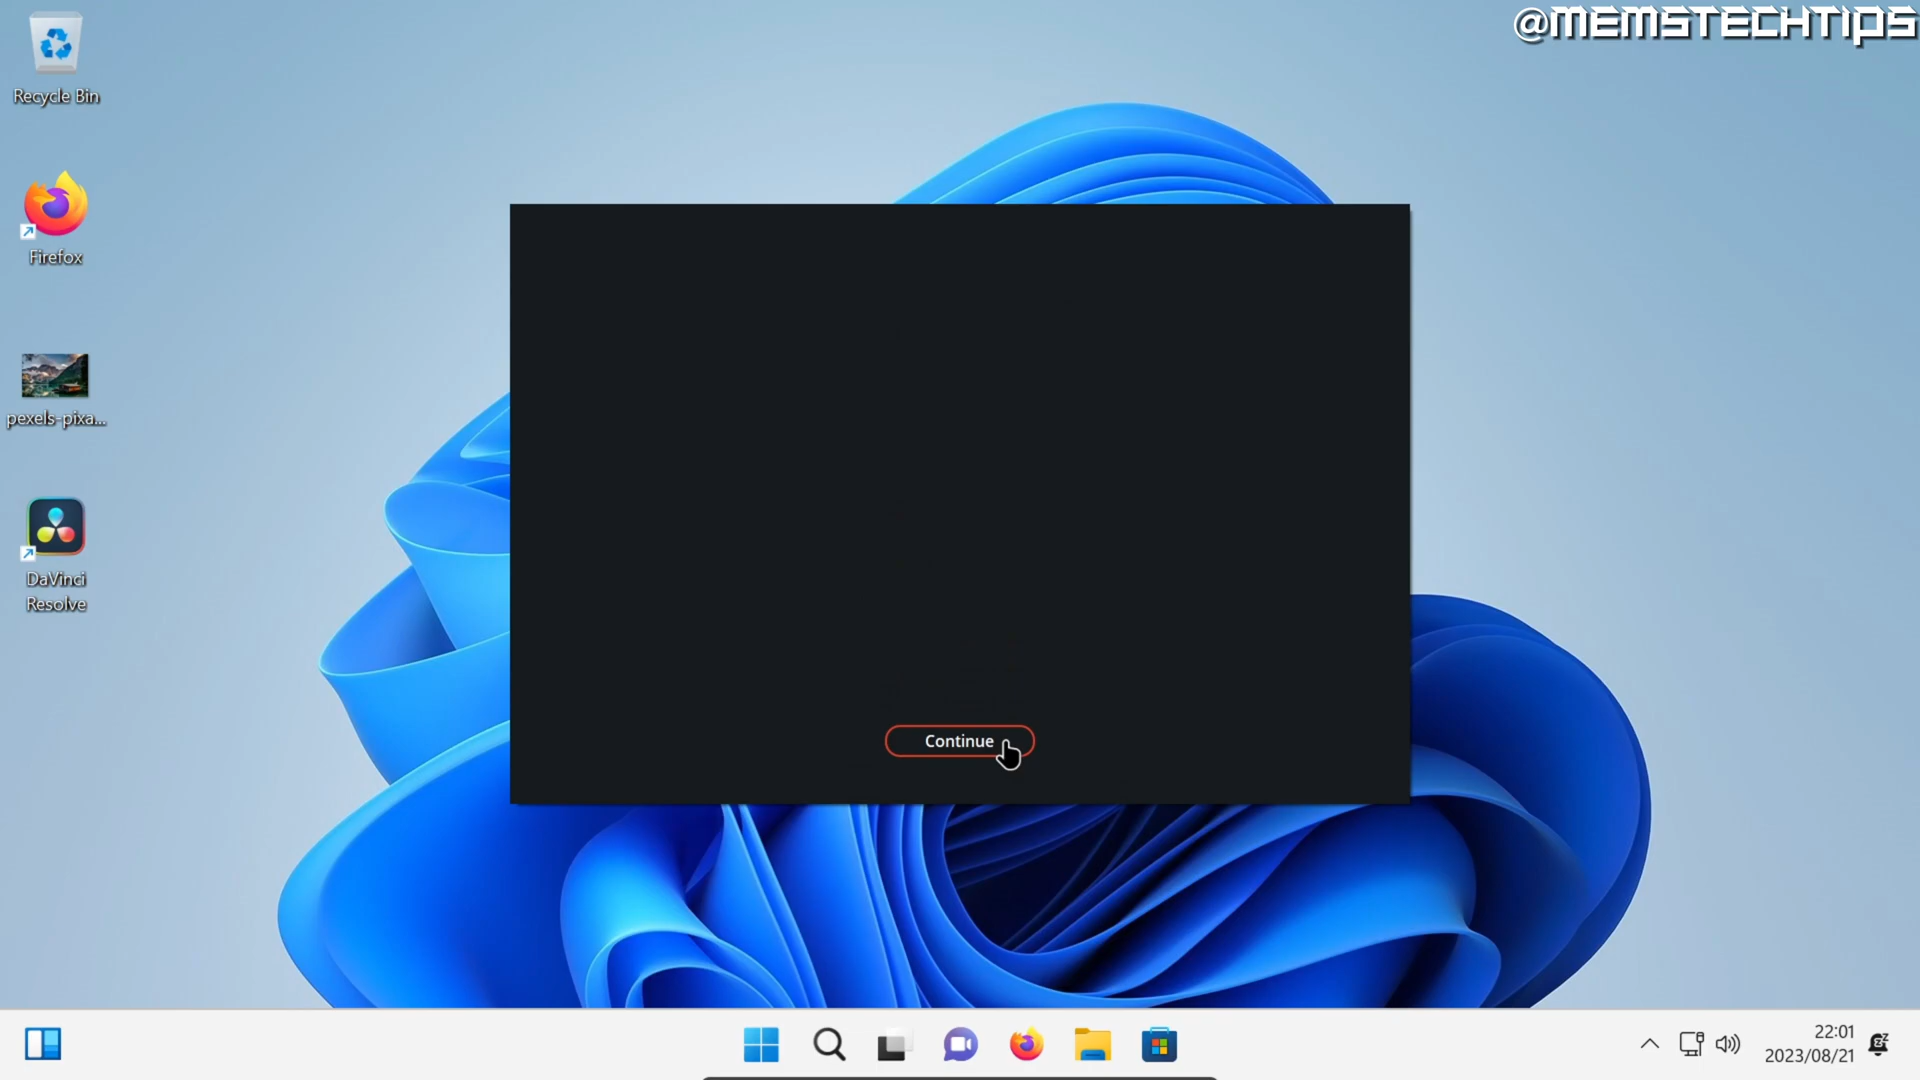 @MEMSTECHTIPS
Recycle Bin
Firefox
pexels-pixa...
DaVinci
Resolve
Continue
22:01
2023/08/21